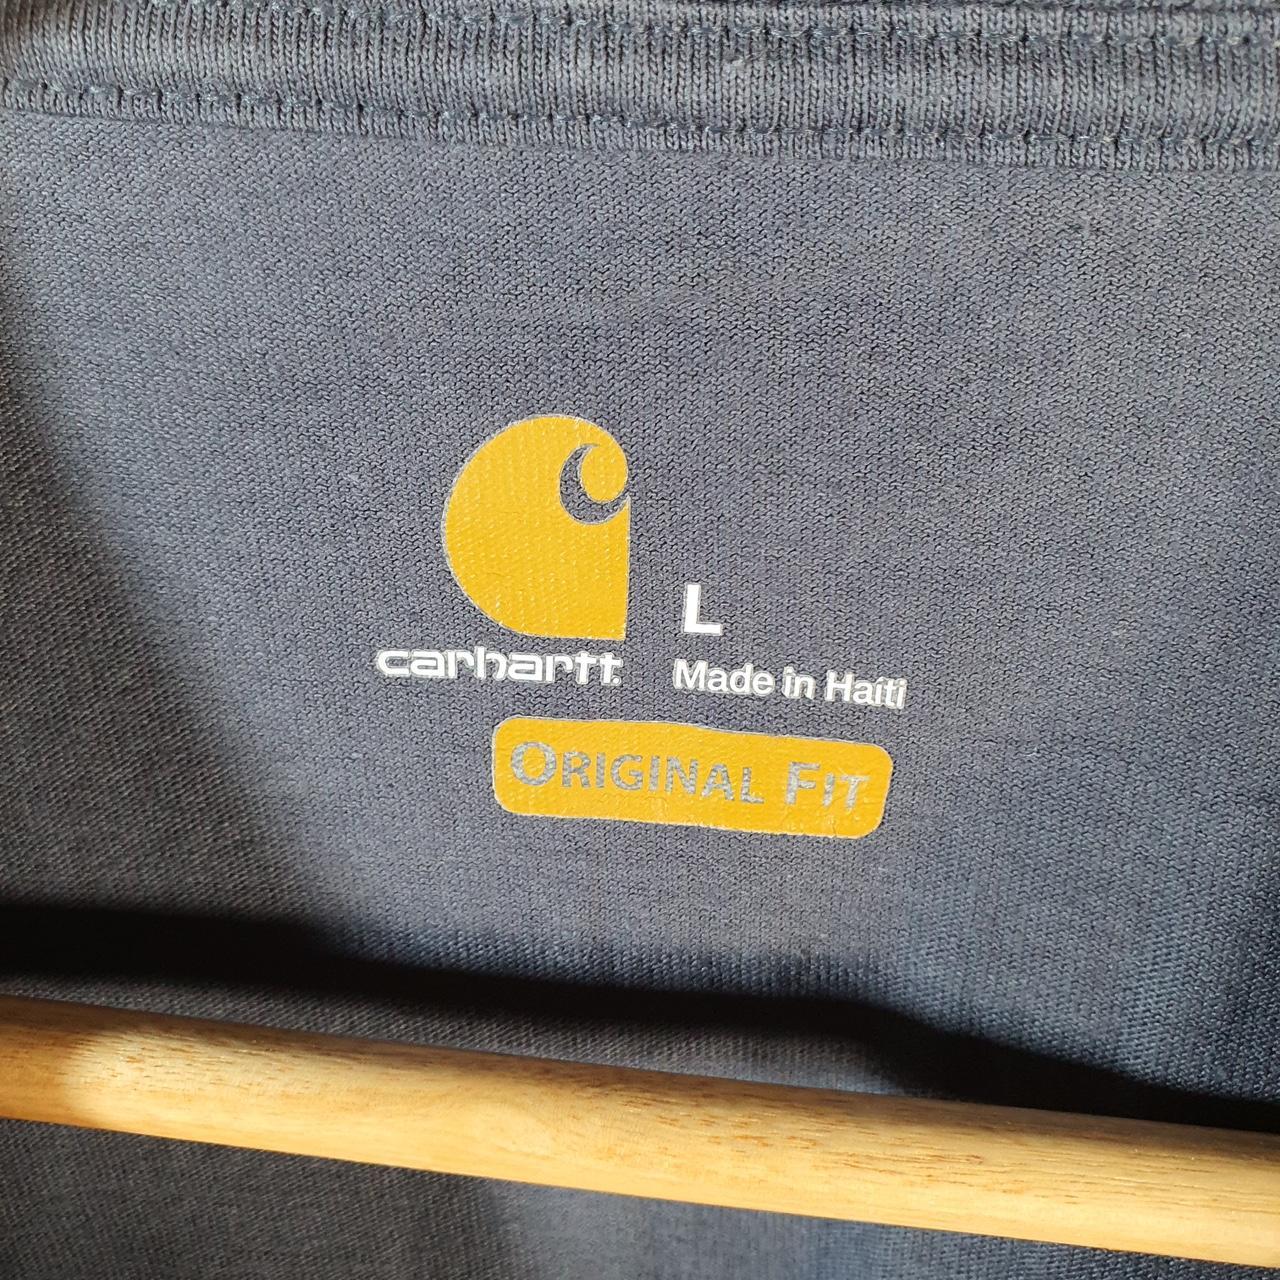 L
carhartt.
Made in Haiti
ORIGINAL FIT